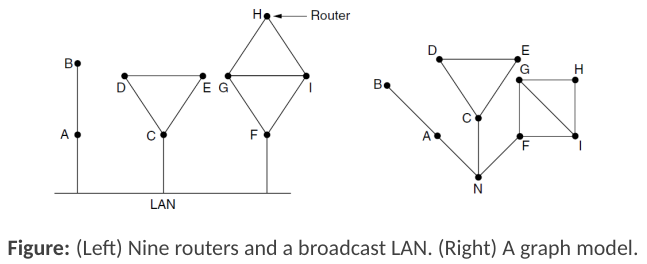 H Router
B
D E G I
A C F
LAN
D E
G H
B
C
A F I
N
Figure: (Left) Nine routers and a broadcast LAN. (Right) A graph model.